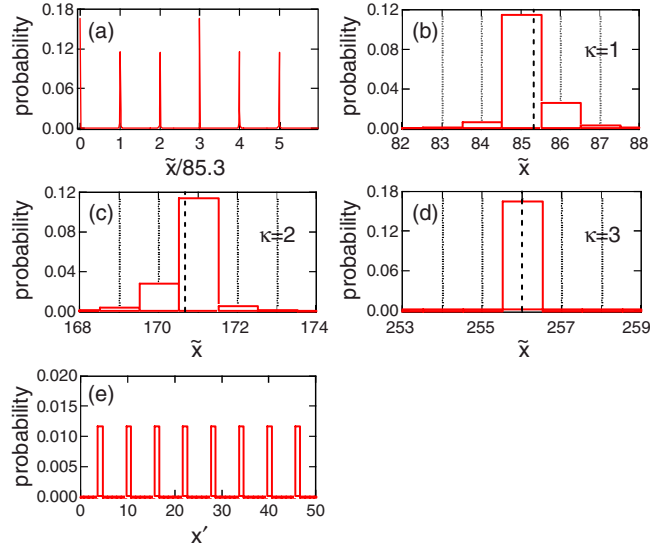 (a)
probability
0.18
0.12
0.06
0.00
0 1 2 3 4 5
x̃/85.3
(b)
κ=1
probability
0.12
0.08
0.04
0.00
82 83 84 85 86 87 88
x̃
(c)
κ=2
probability
0.12
0.08
0.04
0.00
168 170 172 174
x̃
(d)
κ=3
probability
0.18
0.12
0.06
0.00
253 255 257 259
x̃
(e)
probability
0.020
0.015
0.010
0.005
0.000
0 10 20 30 40 50
x′